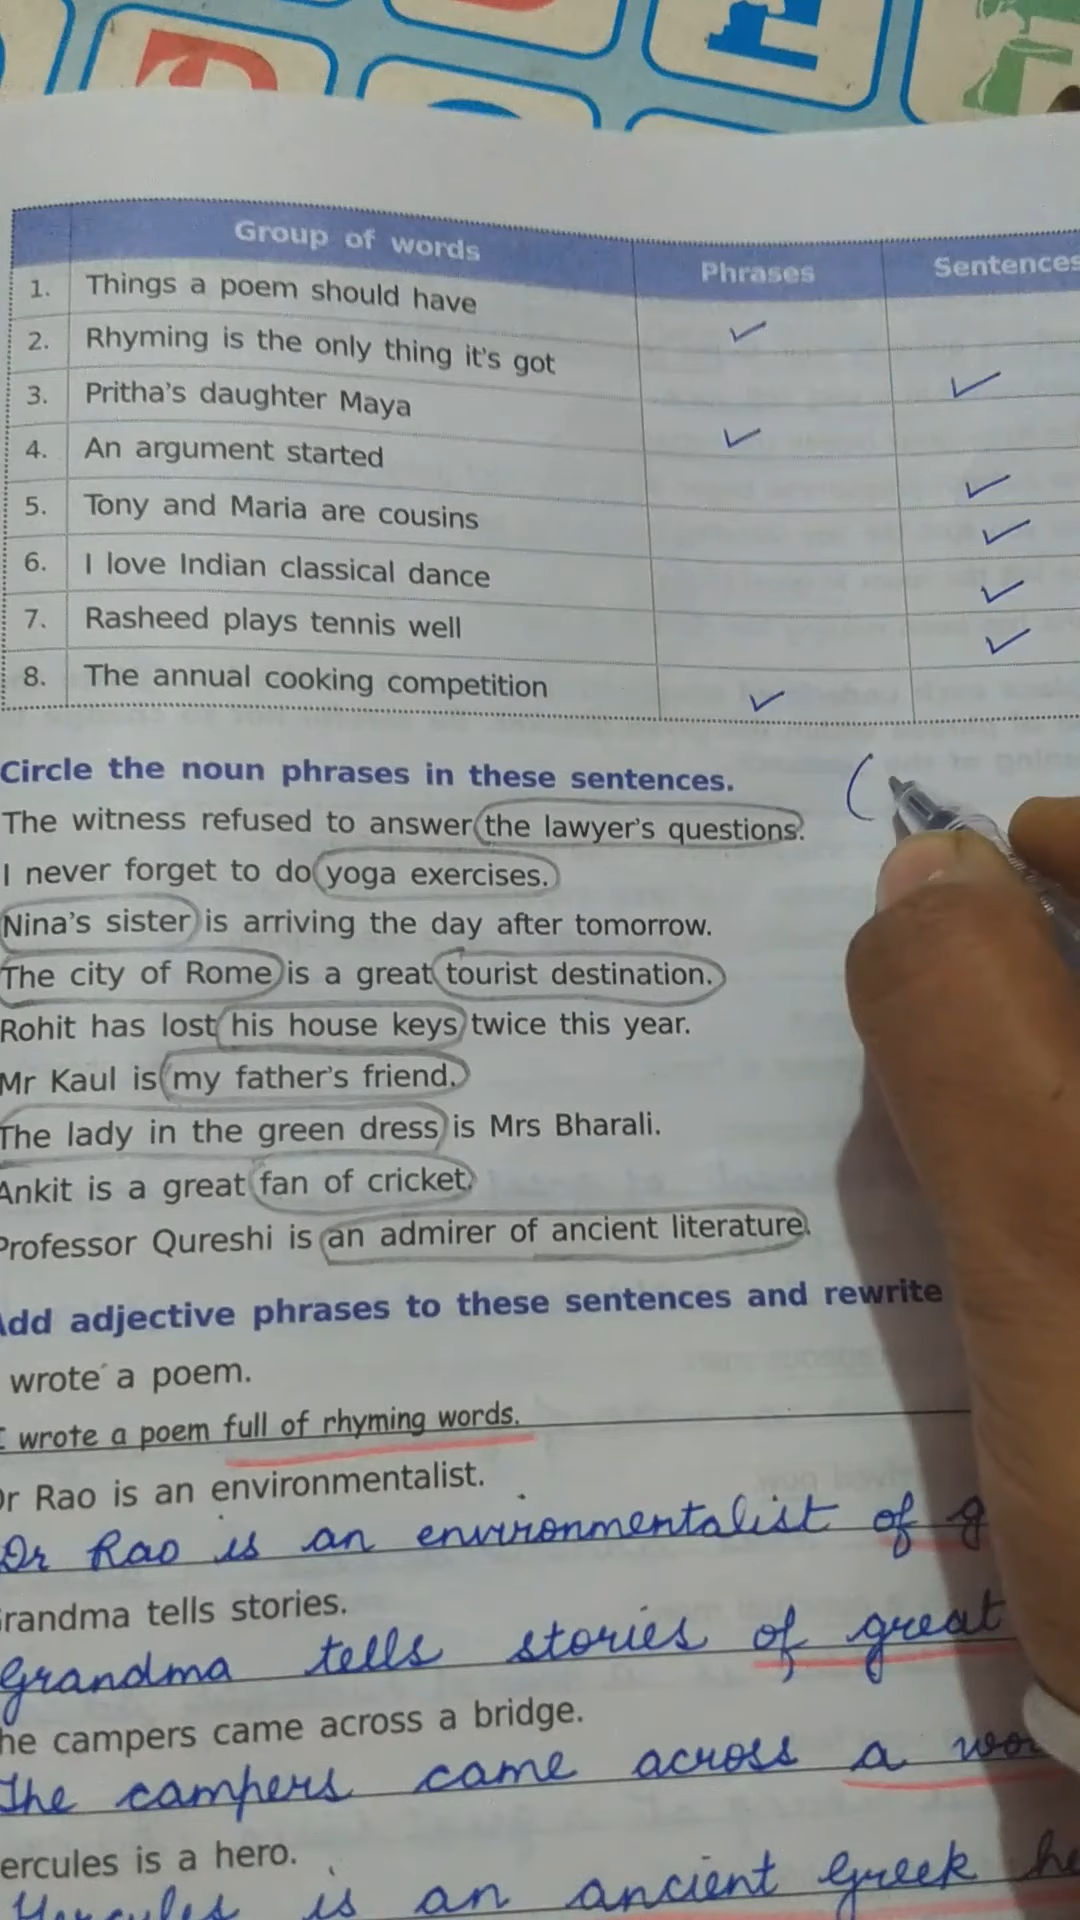 Group of words Phrases Sentences
1. Things a poem should have ✓
2. Rhyming is the only thing it's got ✓
3. Pritha's daughter Maya ✓
4. An argument started ✓
5. Tony and Maria are cousins ✓
6. I love Indian classical dance ✓
7. Rasheed plays tennis well ✓
8. The annual cooking competition ✓
Circle the noun phrases in these sentences.
The witness refused to answer the lawyer's questions.
I never forget to do yoga exercises.
Nina's sister is arriving the day after tomorrow.
The city of Rome is a great tourist destination.
Rohit has lost his house keys twice this year.
Mr Kaul is my father's friend.
The lady in the green dress is Mrs Bharali.
Ankit is a great fan of cricket.
Professor Qureshi is an admirer of ancient literature.
Add adjective phrases to these sentences and rewrite
wrote a poem.
I wrote a poem full of rhyming words.
Dr Rao is an environmentalist.
Dr Rao is an environmentalist of g
Grandma tells stories.
Grandma tells stories of great
he campers came across a bridge.
The campers came across a woo
ercules is a hero.
Hercules is an ancient Greek he